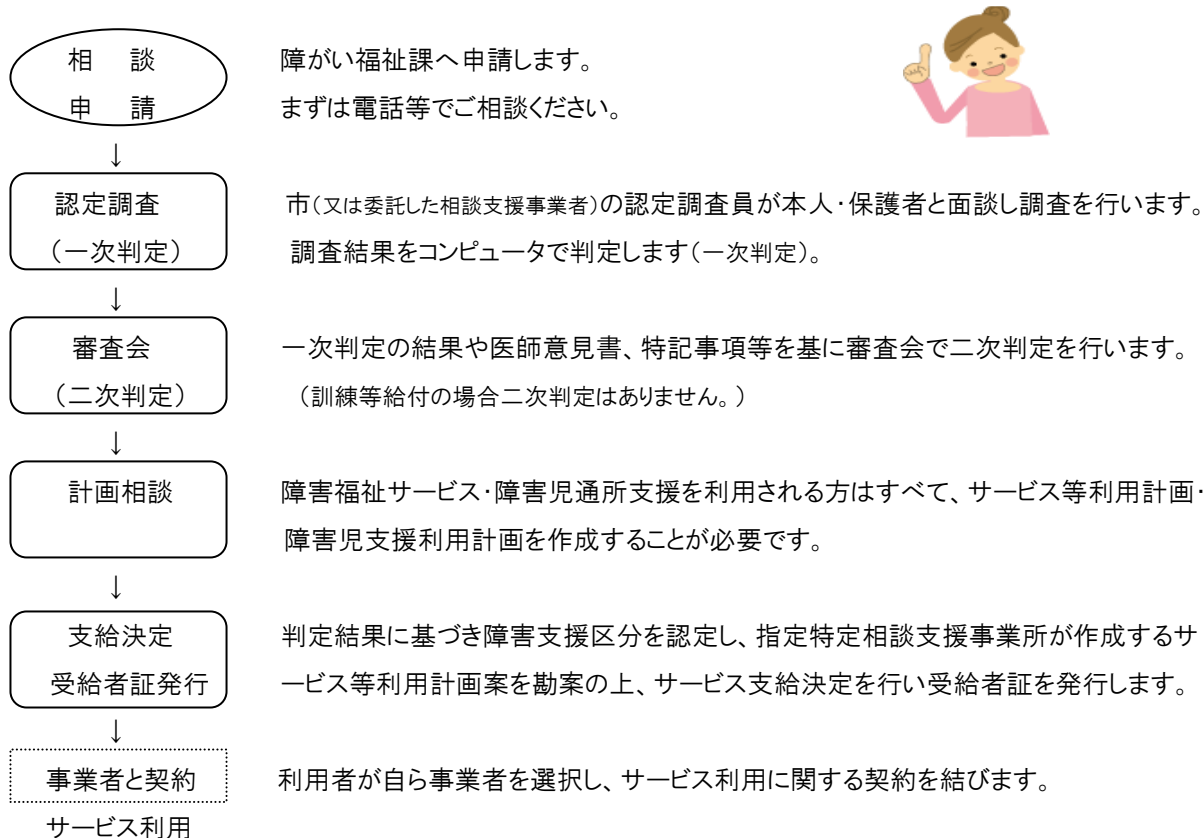 相　談
障がい福祉課へ申請します。
申　請
まずは電話等でご相談ください。
↓
認定調査
市(又は委託した相談支援事業者)の認定調査員が本人・保護者と面談し調査を行います。
（一次判定）
調査結果をコンピュータで判定します(一次判定)。
↓
審査会
一次判定の結果や医師意見書、特記事項等を基に審査会で二次判定を行います。
（二次判定）
（訓練等給付の場合二次判定はありません。）
↓
計画相談
障害福祉サービス・障害児通所支援を利用される方はすべて、サービス等利用計画・
障害児支援利用計画を作成することが必要です。
↓
支給決定
判定結果に基づき障害支援区分を認定し、指定特定相談支援事業所が作成するサ
受給者証発行
ービス等利用計画案を勘案の上、サービス支給決定を行い受給者証を発行します。
↓
事業者と契約
利用者が自ら事業者を選択し、サービス利用に関する契約を結びます。
サービス利用